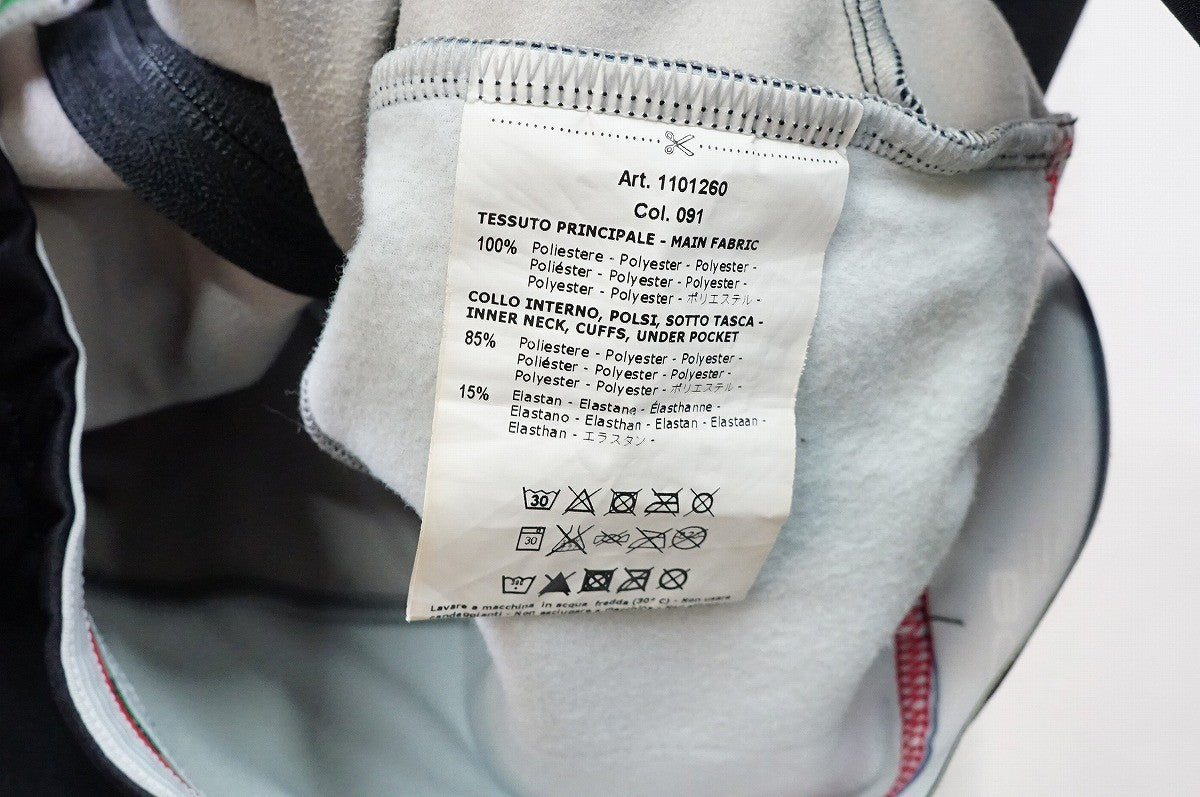 Art. 1101260
Col. 091
TESSUTO PRINCIPALE - MAIN FABRIC
100% Poliestere - Polyester - Polyester -
Poliéster - Polyester - Polyester -
Polyester - Polyester - ポリエステル -
COLLO INTERNO, POLSI, SOTTO TASCA -
INNER NECK, CUFFS, UNDER POCKET
85% Poliestere - Polyester - Polyester -
Poliéster - Polyester - Polyester -
Polyester - Polyester - ポリエステル -
15% Elastan - Elastane - Élasthanne -
Elastano - Elasthan - Elastan - Elastaan -
Elasthan - エラスタン -
30
30
Lavare a macchina in acqua fredda (30° C) - Non usare
candeggianti - Non asciugare a